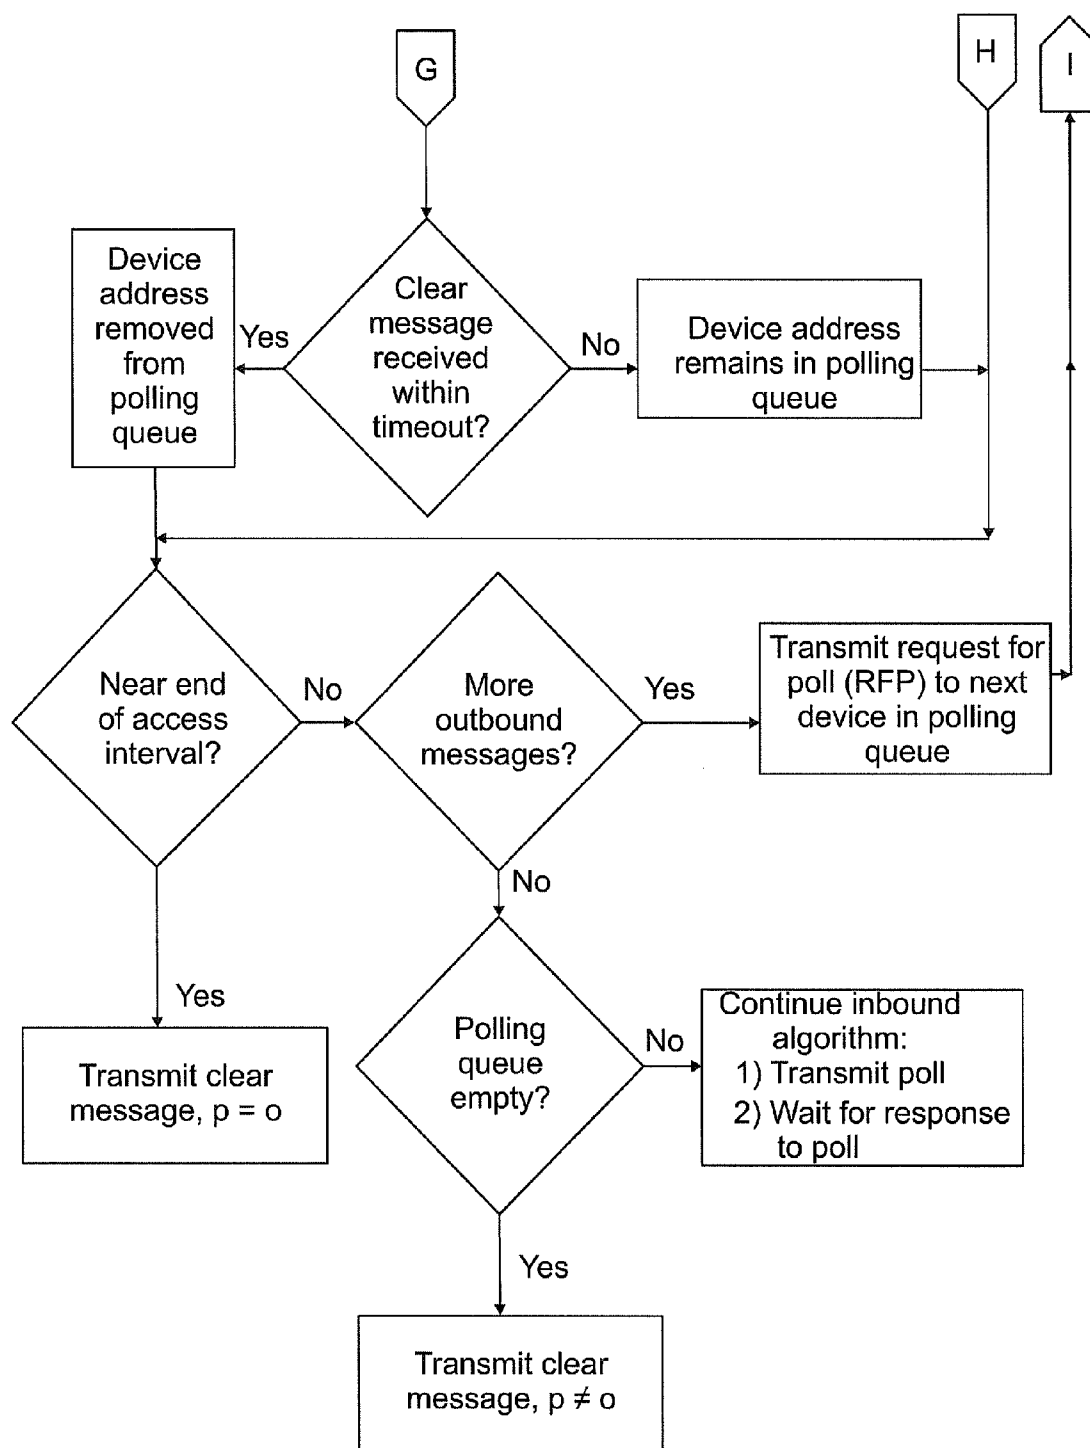 G
H
I
Device
address
removed
from
polling
queue
Yes
Clear
message
received
within
timeout?
No
Device address
remains in polling
queue
Near end
of access
interval?
No
More
outbound
messages?
Yes
Transmit request for
poll (RFP) to next
device in polling
queue
No
Yes
Transmit clear
message, p = o
Polling
queue
empty?
No
Continue inbound
algorithm:
1) Transmit poll
2) Wait for response
to poll
Yes
Transmit clear
message, p ≠ o